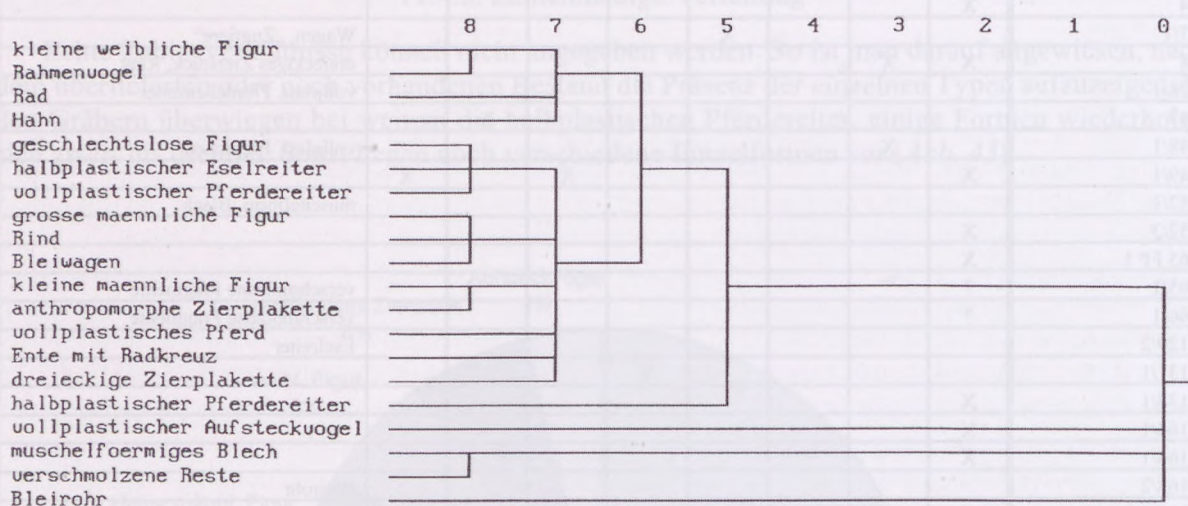 8 7 6 5 4 3 2 1 0
kleine weibliche Figur
Rahmenvogel
Rad
Hahn
geschlechtslose Figur
halbplastischer Eselreiter
vollplastischer Pferdereiter
grosse maennliche Figur
Rind
Bleiwagen
kleine maennliche Figur
anthropomorphe Zierplakette
vollplastisches Pferd
Ente mit Radkreuz
dreieckige Zierplakette
halbplastischer Pferdereiter
vollplastischer Aufsteckvogel
muschelfoermiges Blech
verschmolzene Reste
Bleirohr